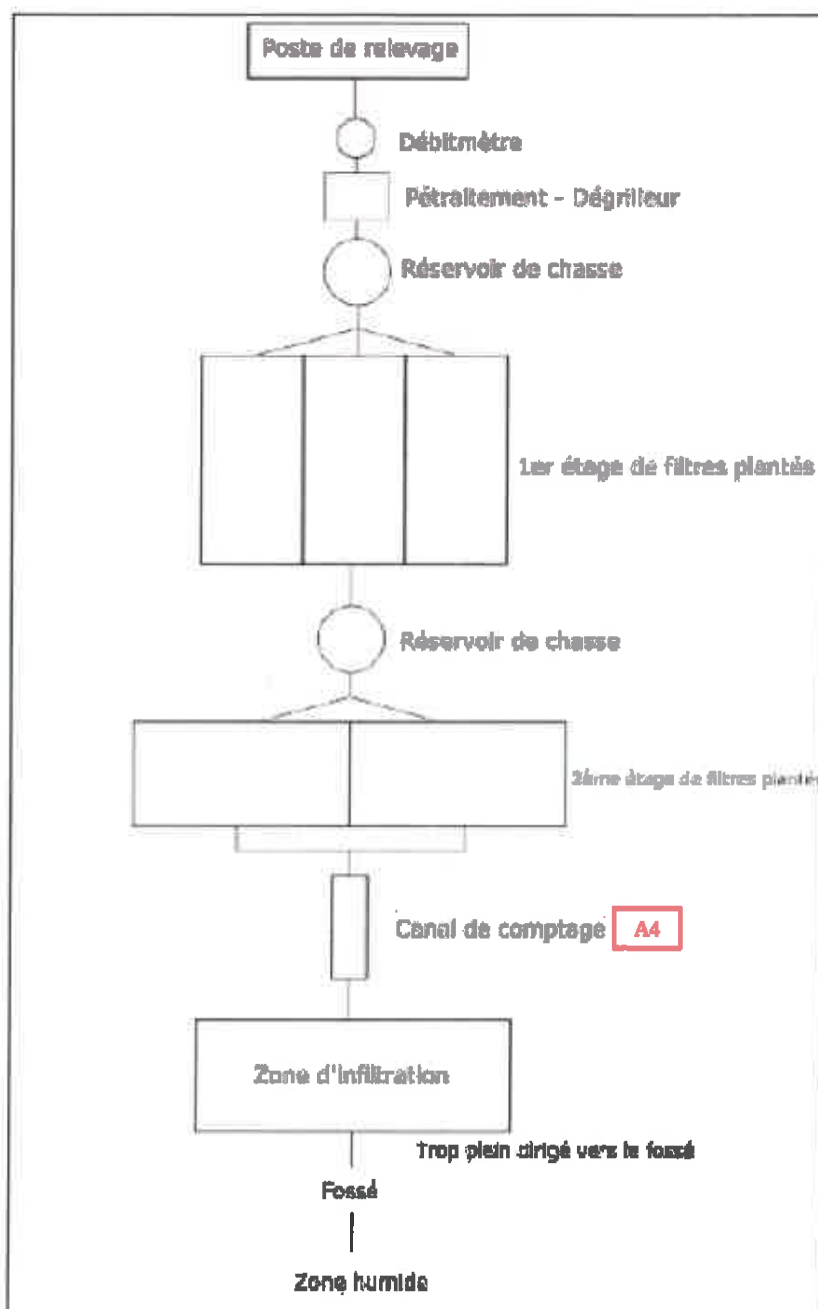 Poste de relevage
Débitmètre
Pétraitement - Dégrilleur
Réservoir de chasse
1er étage de filtres plantés
Réservoir de chasse
2ème étage de filtres plantés
Canal de comptage A4
Zone d'infiltration
Trop plein dirigé vers le fossé
Fossé
Zone humide